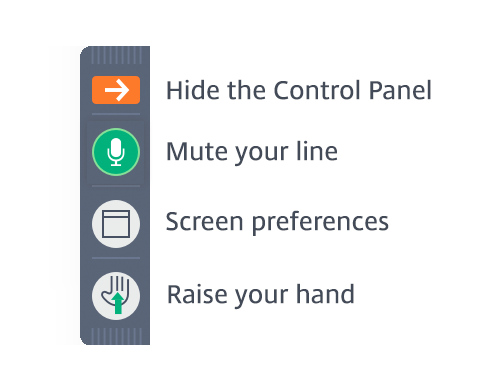 Hide the Control Panel
Mute your line
Screen preferences
Raise your hand